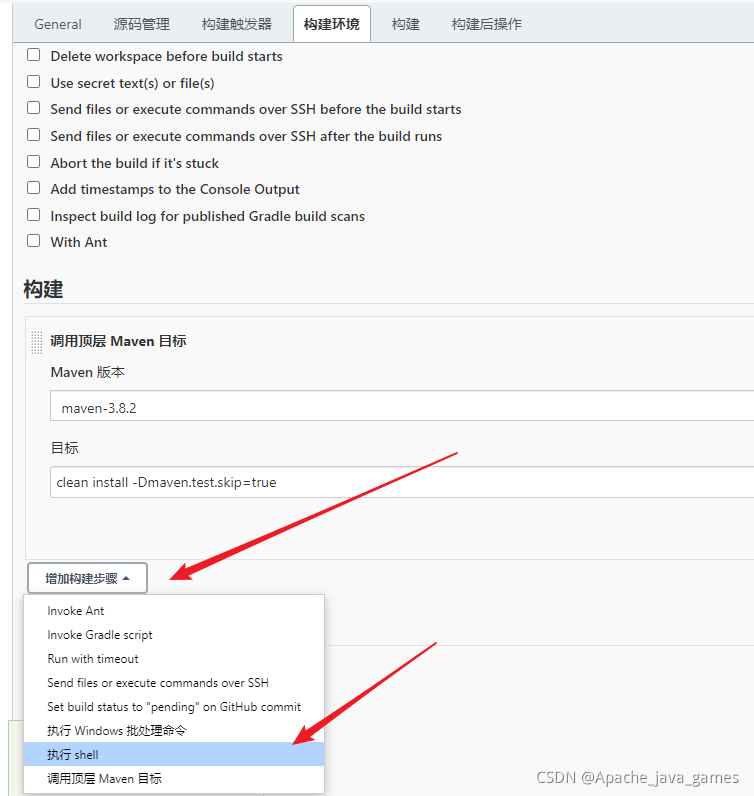 General 源码管理 构建触发器 构建环境 构建 构建后操作
Delete workspace before build starts
Use secret text(s) or file(s)
Send files or execute commands over SSH before the build starts
Send files or execute commands over SSH after the build runs
Abort the build if it's stuck
Add timestamps to the Console Output
Inspect build log for published Gradle build scans
With Ant
构建
调用顶层 Maven 目标
Maven 版本
maven-3.8.2
目标
clean install -Dmaven.test.skip=true
增加构建步骤
Invoke Ant
Invoke Gradle script
Run with timeout
Send files or execute commands over SSH
Set build status to "pending" on GitHub commit
执行 Windows 批处理命令
执行 shell
调用顶层 Maven 目标
CSDN @Apache_java_games